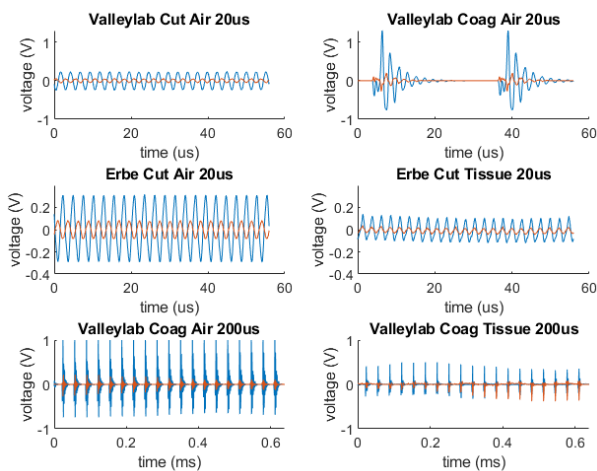 Valleylab Cut Air 20us
1
0
-1
voltage (V)
0
20
40
60
time (us)
Valleylab Coag Air 20us
1
0
-1
voltage (V)
0
20
40
60
time (us)
Erbe Cut Air 20us
0.2
0
-0.2
-0.4
voltage (V)
0
20
40
60
time (us)
Erbe Cut Tissue 20us
0.2
0
-0.2
-0.4
voltage (V)
0
20
40
60
time (us)
Valleylab Coag Air 200us
1
0
-1
voltage (V)
0
0.2
0.4
0.6
time (ms)
Valleylab Coag Tissue 200us
1
0
-1
voltage (V)
0
0.2
0.4
0.6
time (ms)